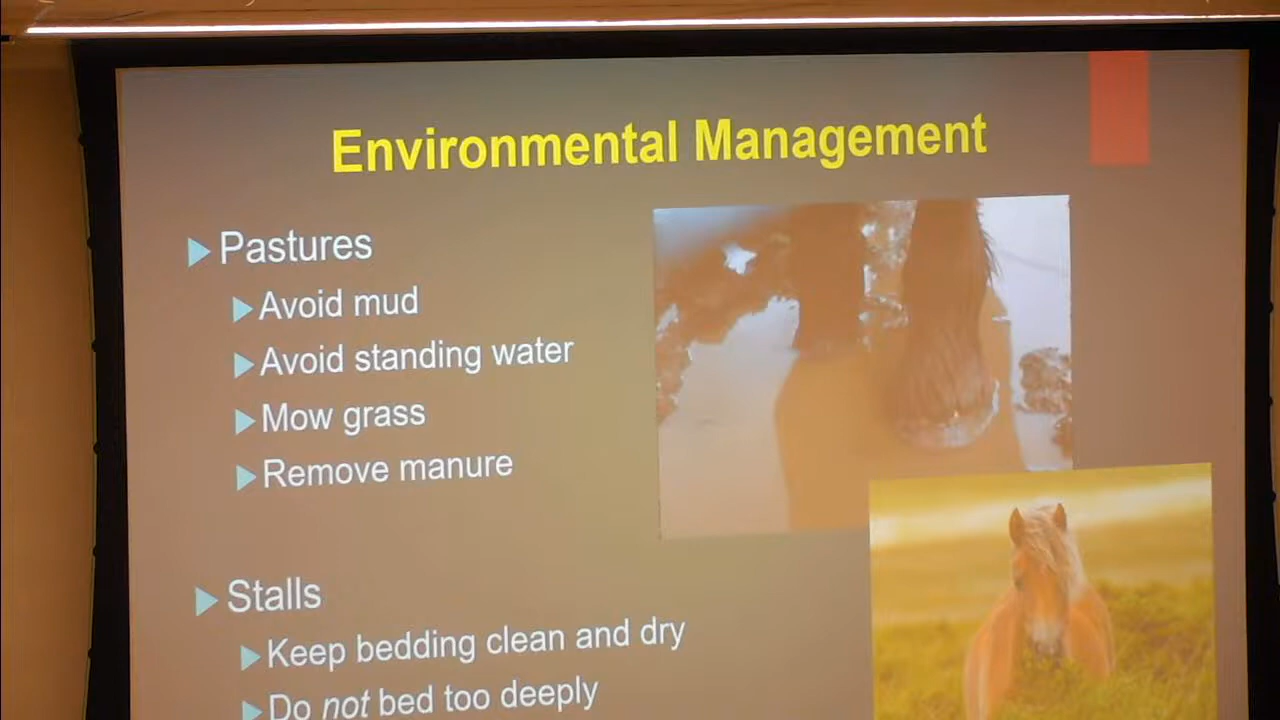 Environmental Management
Pastures
Avoid mud
Avoid standing water
Mow grass
Remove manure
Stalls
Keep bedding clean and dry
Do not bed too deeply